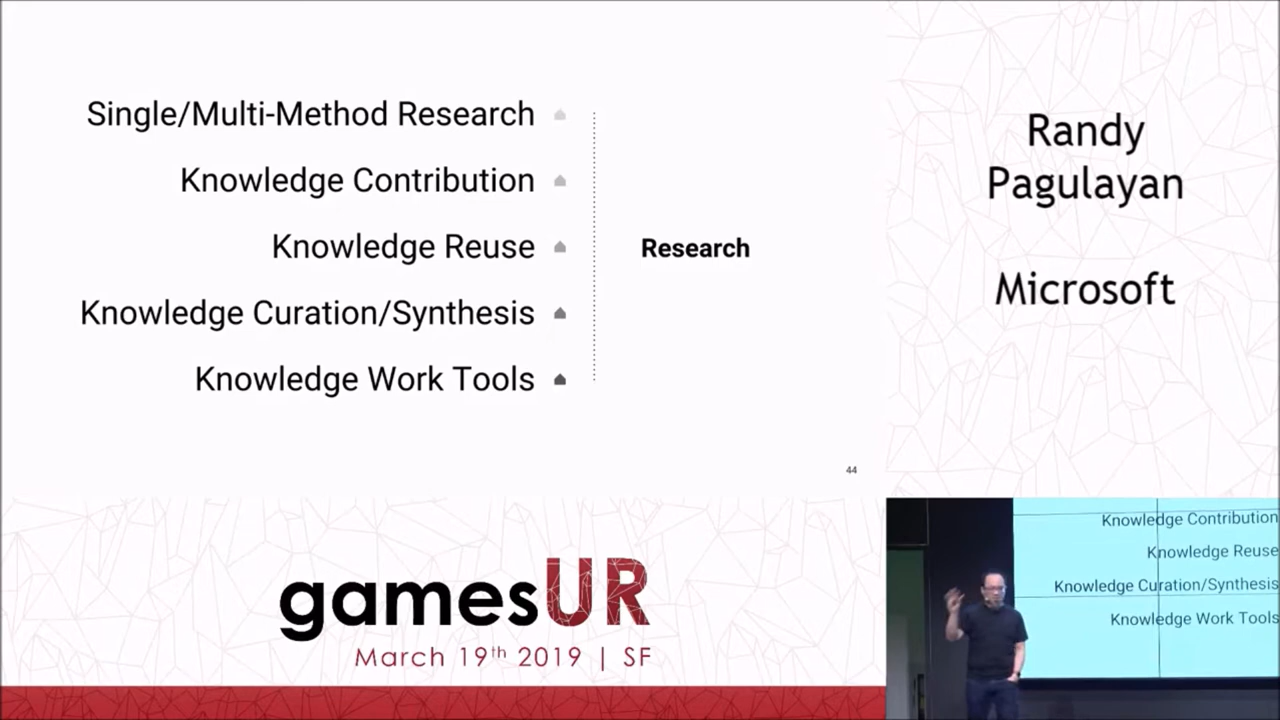 Single/Multi-Method Research
Knowledge Contribution
Knowledge Reuse
Knowledge Curation/Synthesis
Knowledge Work Tools
Research
44
Randy
Pagulayan
Microsoft
gamesUR
March 19th 2019 | SF
Knowledge Contribution
Knowledge Reuse
Knowledge Curation/Synthesis
Knowledge Work Tools